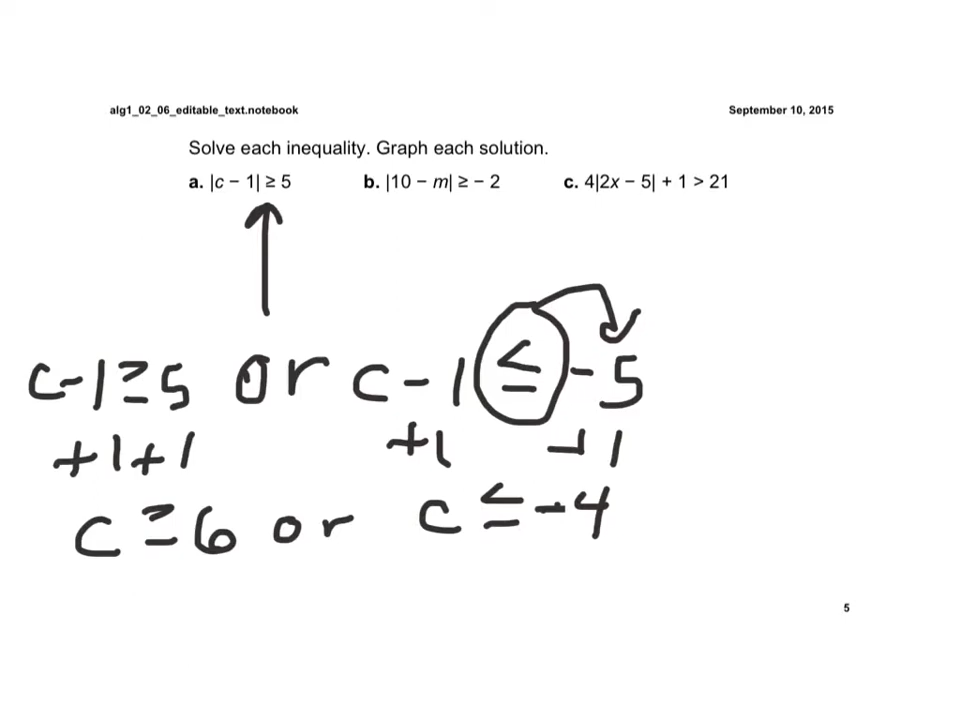 alg1_02_06_editable_text.notebook September 10, 2015
Solve each inequality. Graph each solution.
a. |c − 1| ≥ 5 b. |10 − m| ≥ − 2 c. 4|2x − 5| + 1 > 21
c-1≥5 or c-1≤-5
+1+1 +1 +1
c≥6 or c≤-4
5